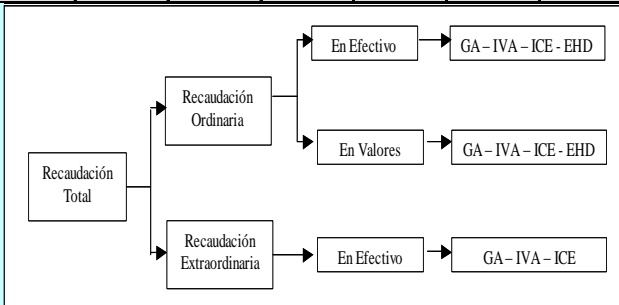 En Efectivo
GA – IVA – ICE - EHD
Recaudación
Ordinaria
En Valores
GA – IVA – ICE - EHD
Recaudación
Total
Recaudación
Extraordinaria
En Efectivo
GA – IVA – ICE